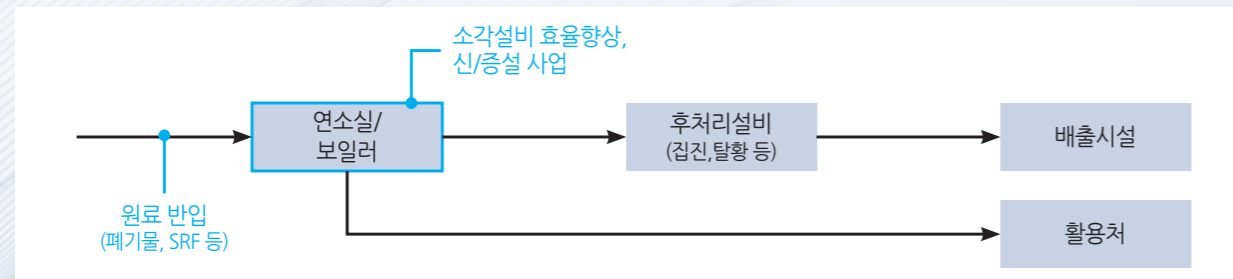 소각설비 효율향상,
신/증설 사업
연소실/
보일러
후처리설비
(집진,탈황 등)
배출시설
원료 반입
(폐기물, SRF 등)
활용처